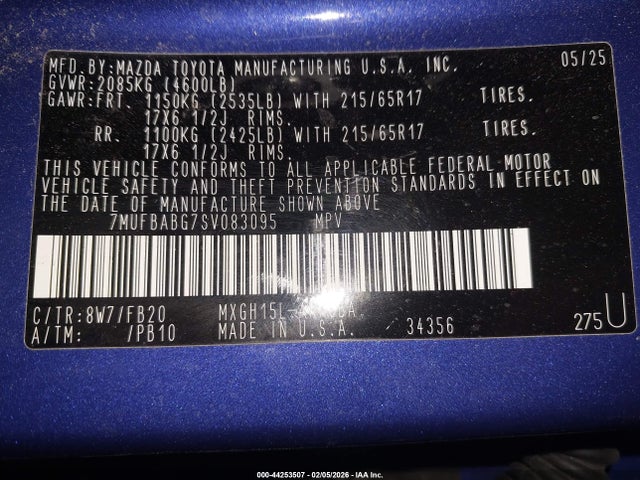 MFD.BY:MAZDA TOYOTA MANUFACTURING U.S.A, INC. 05/25
GVWR:2085KG (4600LB)
GAWR:FRT. 1150KG (2535LB) WITH 215/65R17 TIRES.
17X6 1/2J RIMS.
RR. 1100KG (2425LB) WITH 215/65R17 TIRES.
17X6 1/2J RIMS.
THIS VEHICLE CONFORMS TO ALL APPLICABLE FEDERAL MOTOR
VEHICLE SAFETY AND THEFT PREVENTION STANDARDS IN EFFECT ON
THE DATE OF MANUFACTURE SHOWN ABOVE
7MUFBABG7SV083095 MPV
C/TR:8W7/FB20 MXGH15L
A/TM: /PB10 MADE IN U.S.A. 34356 275U
000-44253507 - 02/05/2026 - IAA Inc.